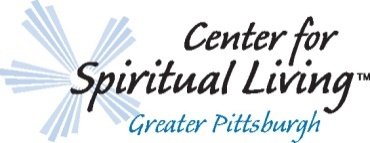 Center for
Spiritual Living™
Greater Pittsburgh